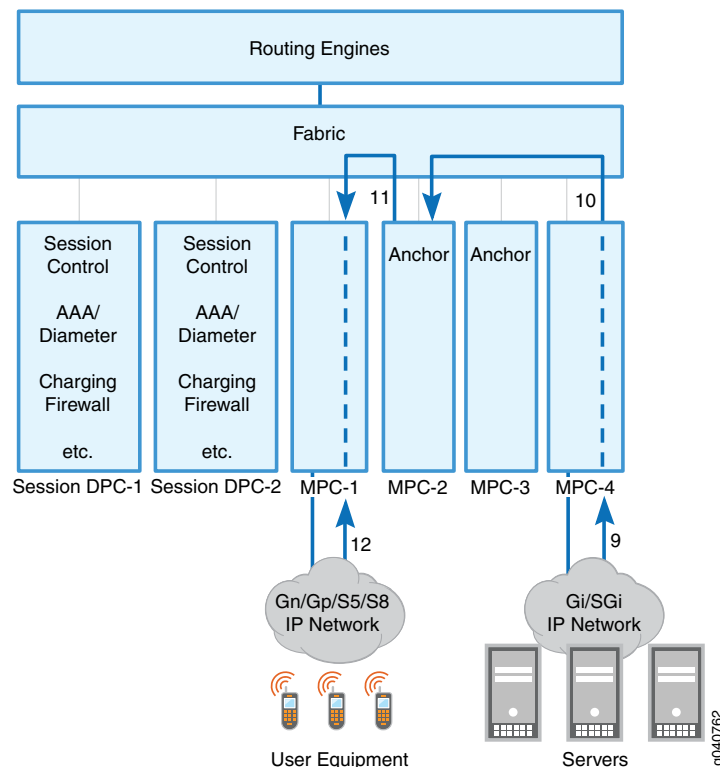 Routing Engines
Fabric
11
10
Session
Control
AAA/
Diameter
Charging
Firewall
etc.
Session
Control
AAA/
Diameter
Charging
Firewall
etc.
Anchor
Anchor
Session DPC-1
Session DPC-2
MPC-1
MPC-2
MPC-3
MPC-4
12
9
Gn/Gp/S5/S8
IP Network
Gi/SGi
IP Network
User Equipment
Servers
g040762